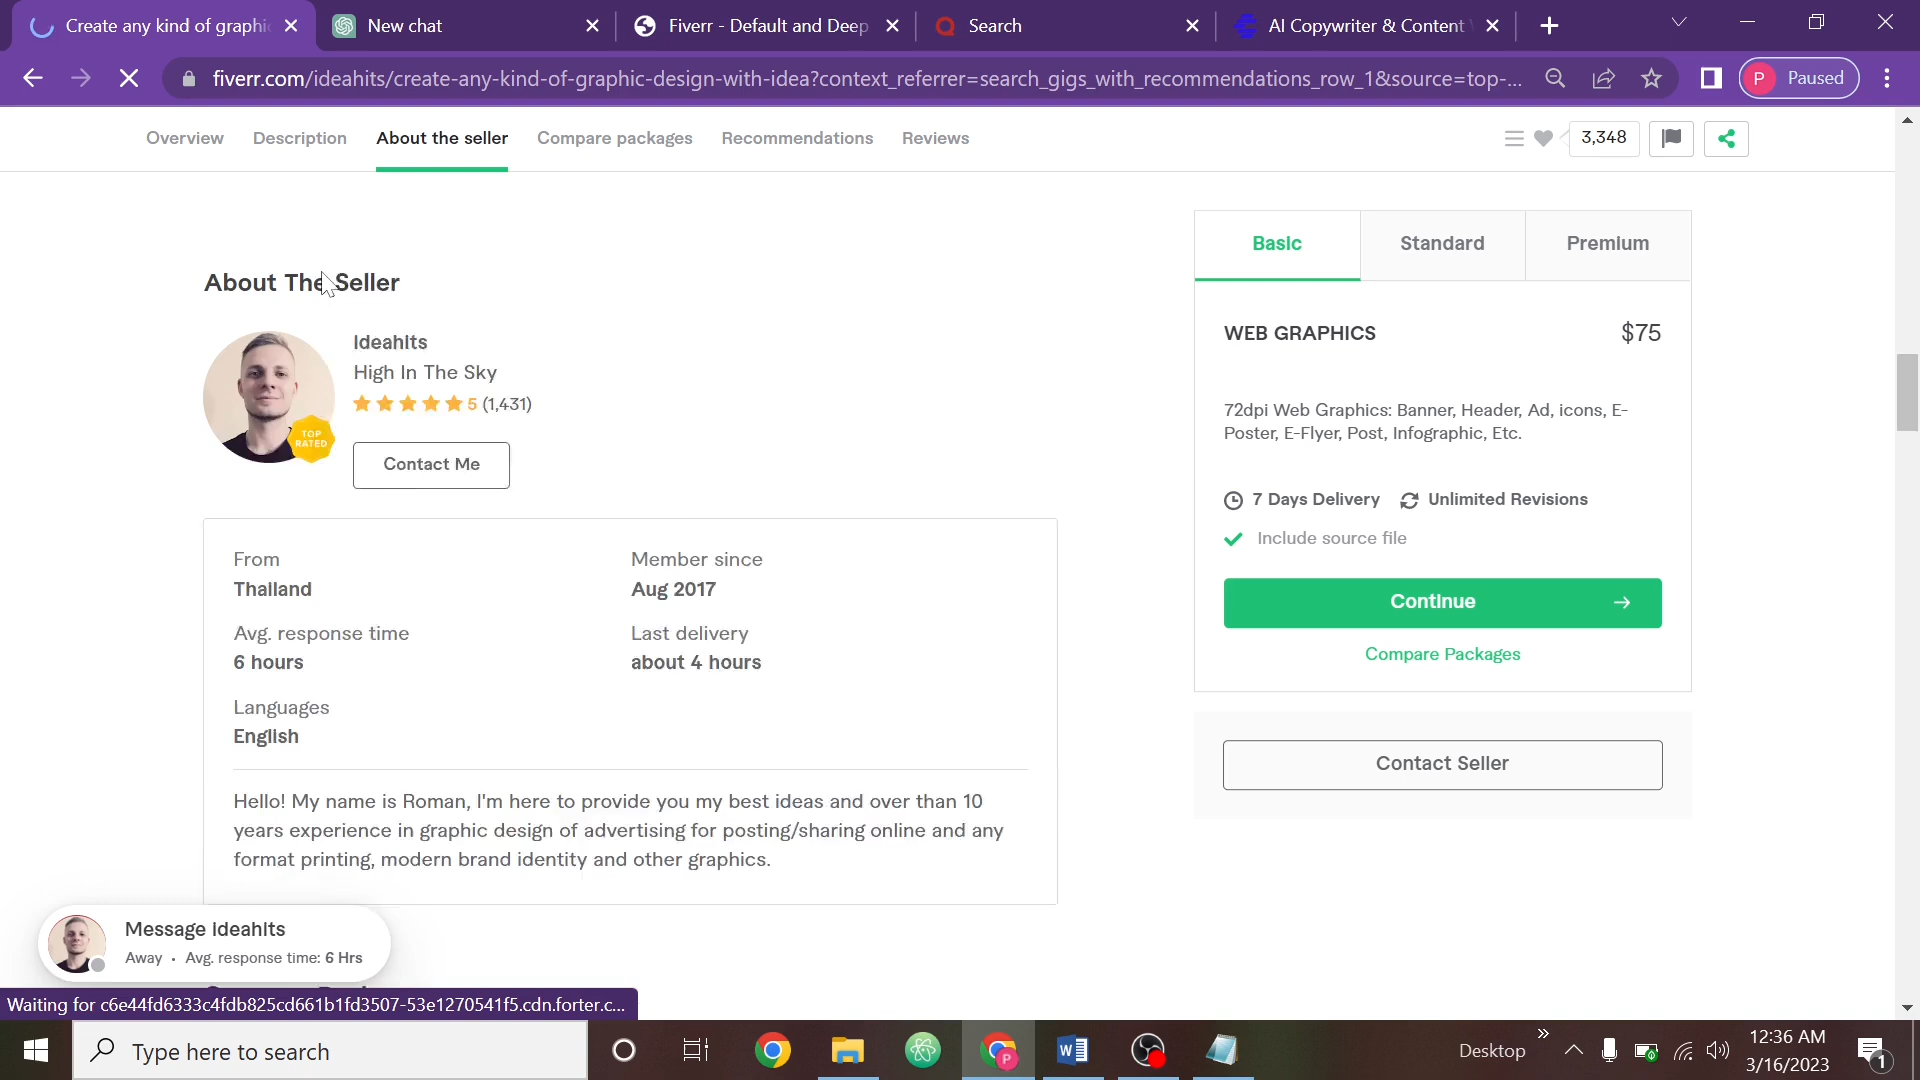 Create any kind of graphi
New chat
Fiverr - Default and Deep
Search
AI Copywriter & Content
fiverr.com/ideahits/create-any-kind-of-graphic-design-with-idea?context_referrer=search_gigs_with_recommendations_row_1&source=top-...
P Paused
Overview Description About the seller Compare packages Recommendations Reviews
3,348
About The Seller
Ideahits
High In The Sky
5 (1,431)
TOP RATED
Contact Me
From
Thailand
Member since
Aug 2017
Avg. response time
6 hours
Last delivery
about 4 hours
Languages
English
Hello! My name is Roman, I'm here to provide you my best ideas and over than 10
years experience in graphic design of advertising for posting/sharing online and any
format printing, modern brand identity and other graphics.
Basic Standard Premium
WEB GRAPHICS $75
72dpi Web Graphics: Banner, Header, Ad, icons, E-
Poster, E-Flyer, Post, Infographic, Etc.
7 Days Delivery Unlimited Revisions
Include source file
Continue
Compare Packages
Contact Seller
Message Ideahits
Away • Avg. response time: 6 Hrs
Waiting for c6e44fd6333c4fdb825cd661b1fd3507-53e1270541f5.cdn.forter.c...
Type here to search
P
Desktop
12:36 AM
3/16/2023
1